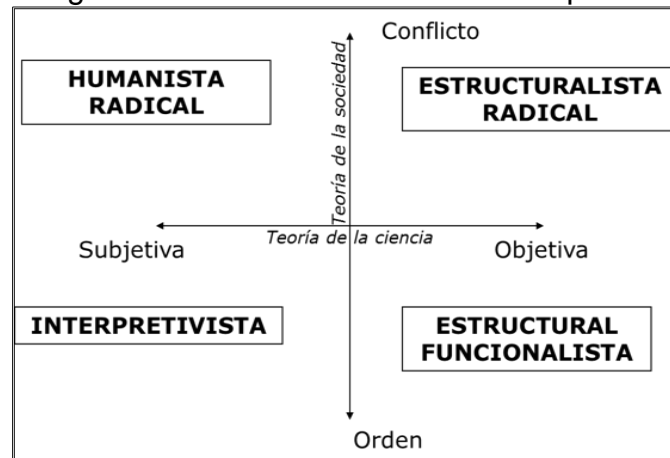 Conflicto
HUMANISTA
RADICAL
ESTRUCTURALISTA
RADICAL
Teoría de la sociedad
Subjetiva
Teoría de la ciencia
Objetiva
INTERPRETIVISTA
ESTRUCTURAL
FUNCIONALISTA
Orden